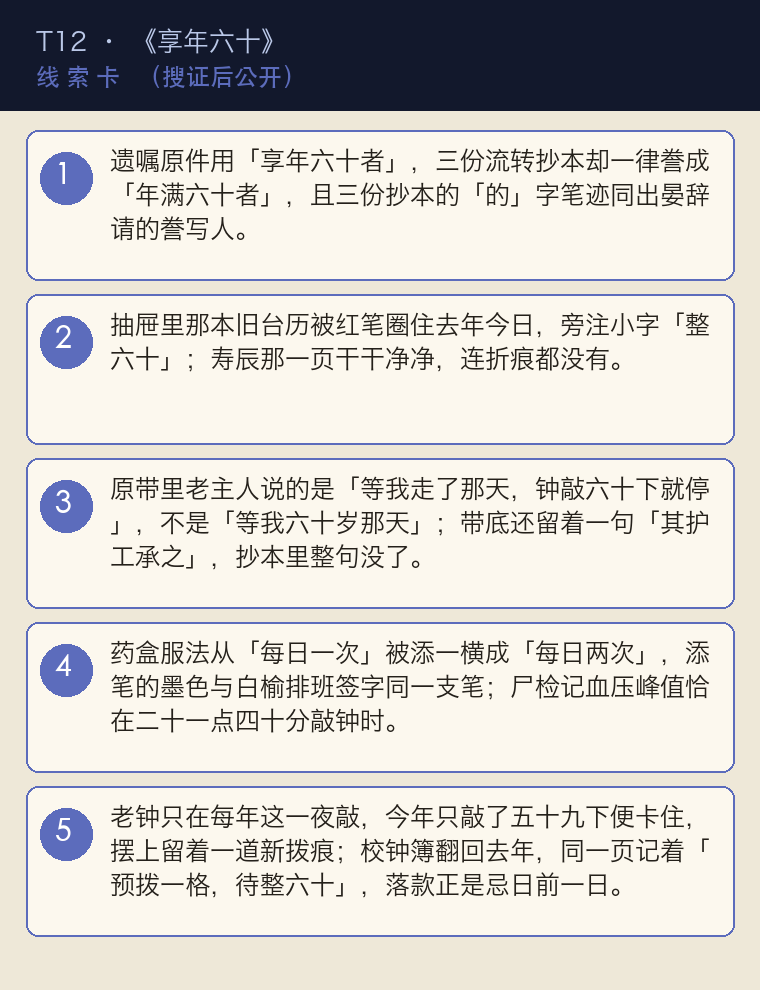 T12 · 《享年六十》
线 索 卡 （搜证后公开）
1
遗嘱原件用「享年六十者」，三份流转抄本却一律誊成
「年满六十者」，且三份抄本的「的」字笔迹同出晏辞
请的誊写人。
2
抽屉里那本旧台历被红笔圈住去年今日，旁注小字「整
六十」；寿辰那一页干干净净，连折痕都没有。
3
原带里老主人说的是「等我走了那天，钟敲六十下就停
」，不是「等我六十岁那天」；带底还留着一句「其护
工承之」，抄本里整句没了。
4
药盒服法从「每日一次」被添一横成「每日两次」，添
笔的墨色与白榆排班签字同一支笔；尸检记血压峰值恰
在二十一点四十分敲钟时。
5
老钟只在每年这一夜敲，今年只敲了五十九下便卡住，
摆上留着一道新拨痕；校钟簿翻回去年，同一页记着「
预拨一格，待整六十」，落款正是忌日前一日。